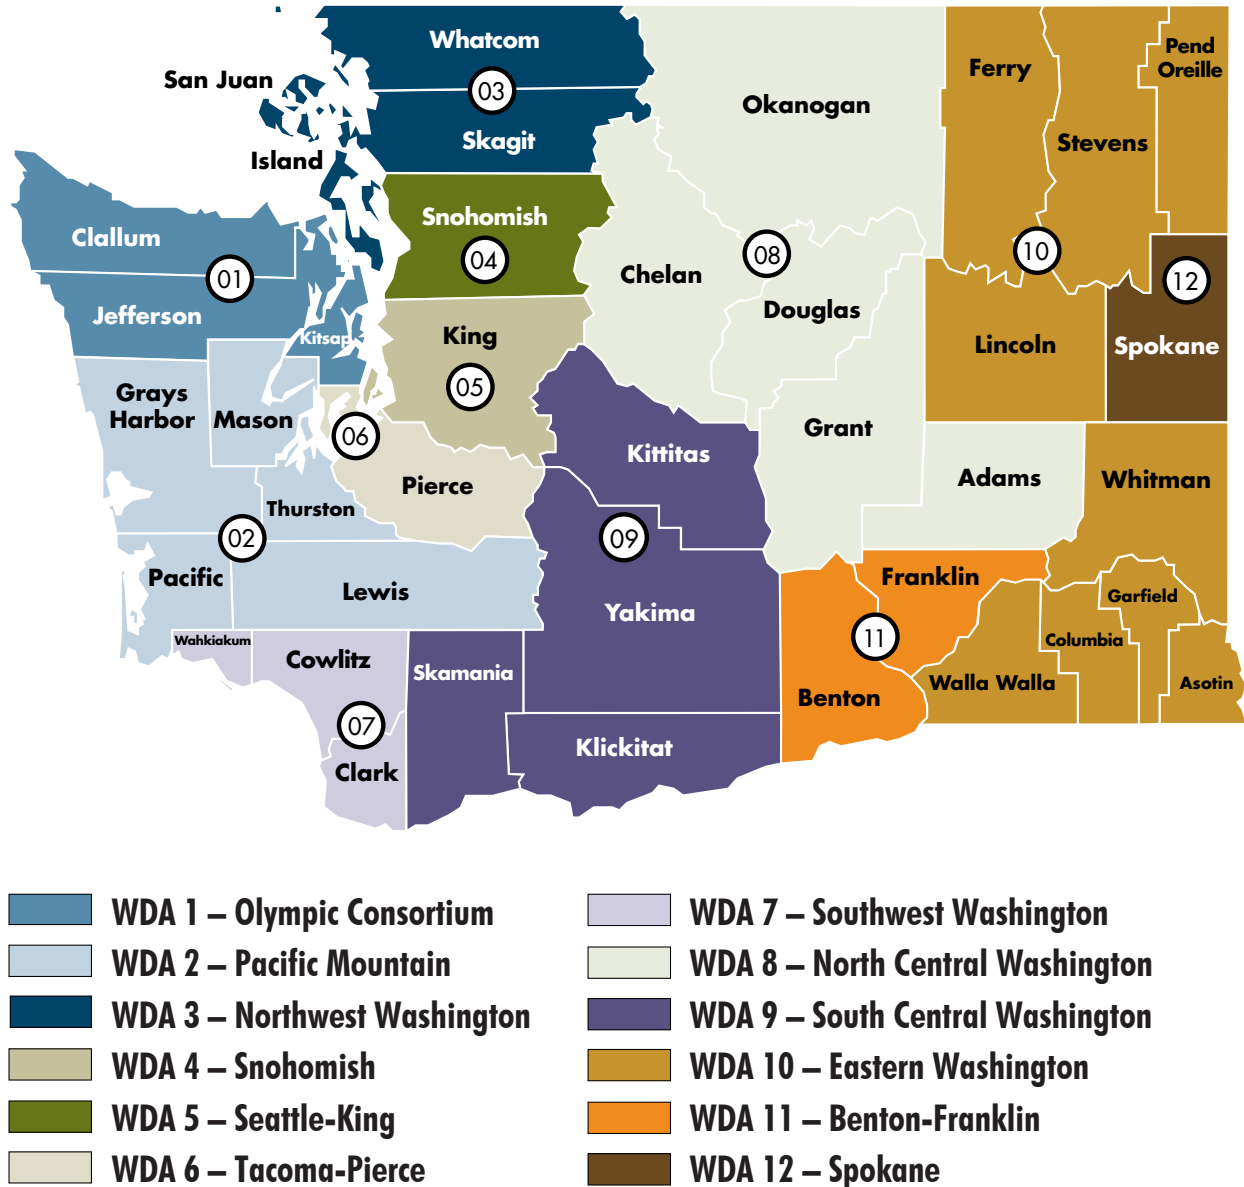 Whatcom
San Juan
03
Skagit
Island
Okanogan
Ferry
Pend
Oreille
Stevens
Clallum
01
Snohomish
04
Chelan
08
10
12
Jefferson
Kitsap
King
05
Douglas
Lincoln
Spokane
Grays
Harbor
Mason
06
Pierce
Kittitas
Grant
Adams
Whitman
Thurston
02
09
Pacific
Lewis
Yakima
Franklin
Garfield
11
Wahkiakum
Cowlitz
Skamania
Columbia
Benton
Walla Walla
Asotin
07
Clark
Klickitat
WDA 1 – Olympic Consortium
WDA 2 – Pacific Mountain
WDA 3 – Northwest Washington
WDA 4 – Snohomish
WDA 5 – Seattle-King
WDA 6 – Tacoma-Pierce
WDA 7 – Southwest Washington
WDA 8 – North Central Washington
WDA 9 – South Central Washington
WDA 10 – Eastern Washington
WDA 11 – Benton-Franklin
WDA 12 – Spokane